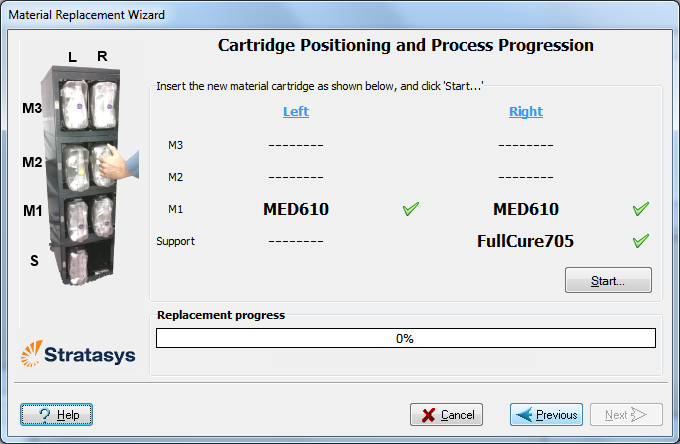 Material Replacement Wizard
Cartridge Positioning and Process Progression
L R
M3
M2
M1
S
Stratasys
Insert the new material cartridge as shown below, and click 'Start...'
Left Right
M3 -------- --------
M2 -------- --------
M1 MED610 MED610
Support -------- FullCure705
Start...
Replacement progress
0%
Help Cancel Previous Next